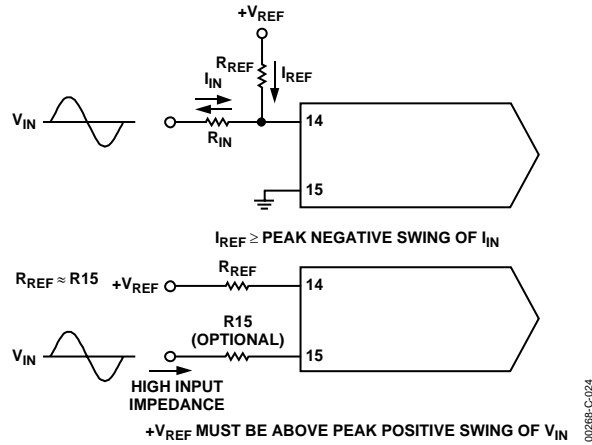 +VREF
RREF
IREF
IIN
VIN
RIN
14
15
IREF ≥ PEAK NEGATIVE SWING OF IIN
RREF ≈ R15
+VREF
RREF
14
R15
(OPTIONAL)
VIN
15
HIGH INPUT
IMPEDANCE
+VREF MUST BE ABOVE PEAK POSITIVE SWING OF VIN
00268-C-024